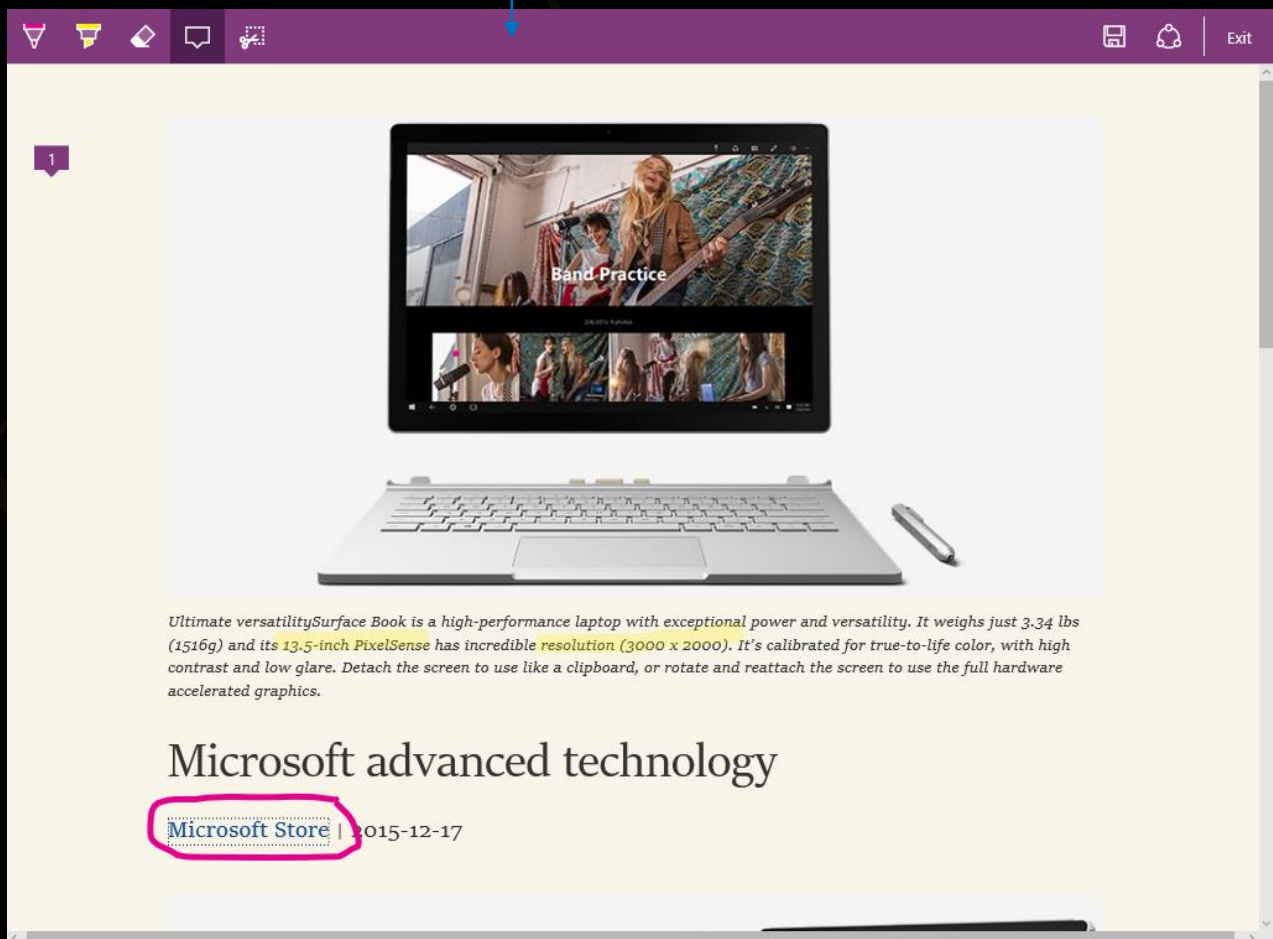 Exit
1
Band Practice
Ultimate versatilitySurface Book is a high-performance laptop with exceptional power and versatility. It weighs just 3.34 lbs
(1516g) and its 13.5-inch PixelSense has incredible resolution (3000 x 2000). It's calibrated for true-to-life color, with high
contrast and low glare. Detach the screen to use like a clipboard, or rotate and reattach the screen to use the full hardware
accelerated graphics.
Microsoft advanced technology
Microsoft Store | 2015-12-17